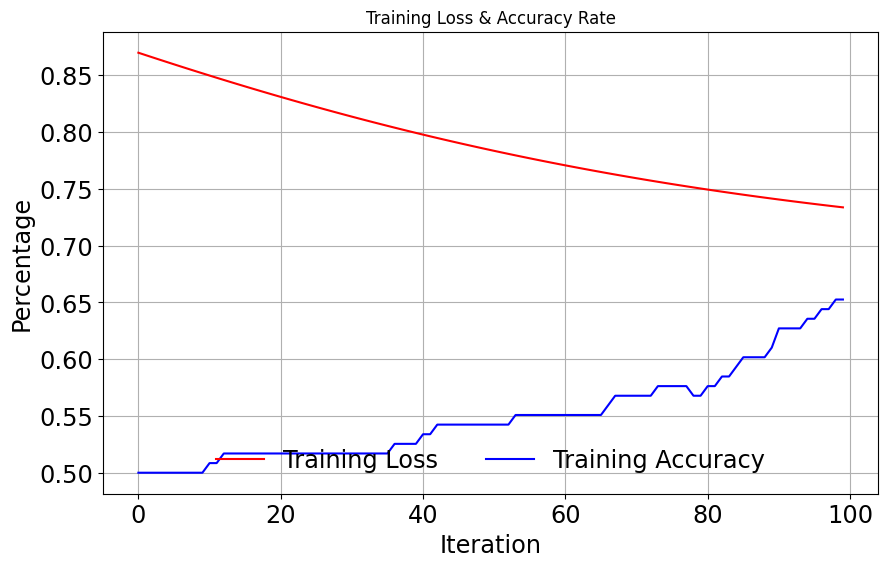 Training Loss & Accuracy Rate
Percentage
0.85
0.80
0.75
0.70
0.65
0.60
0.55
0.50
Training Loss Training Accuracy
0 20 40 60 80 100
Iteration